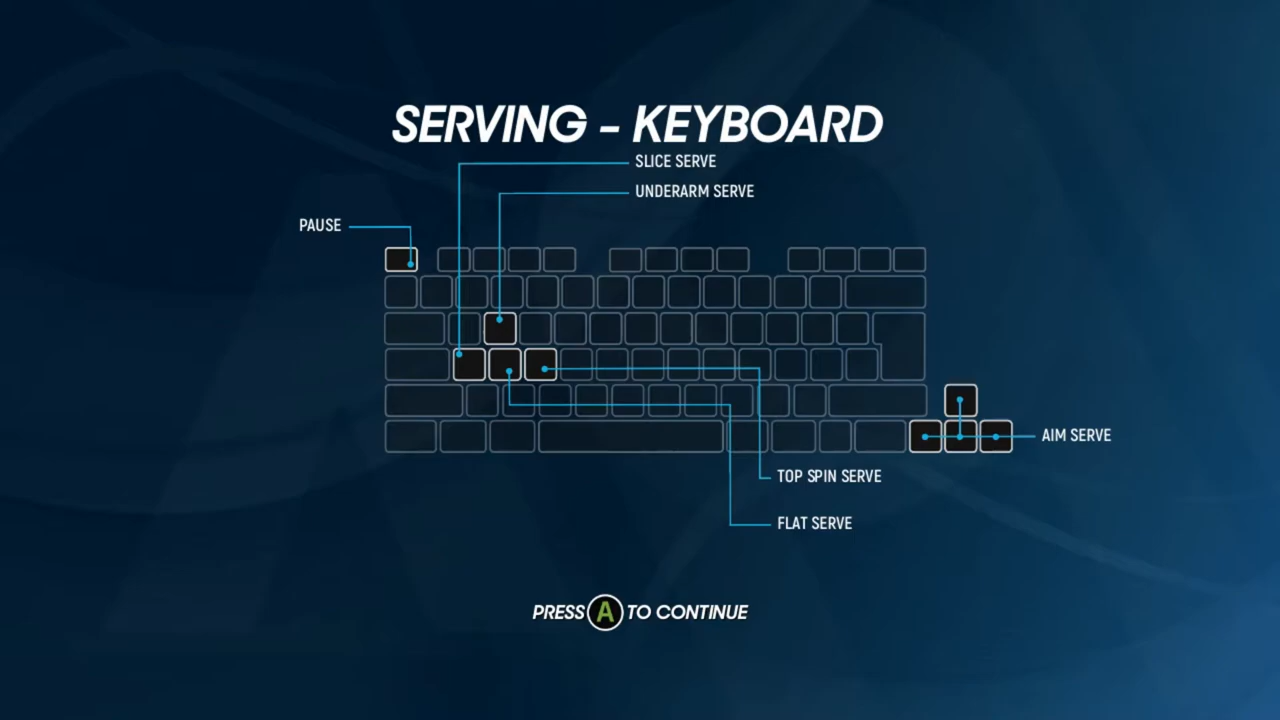 SERVING – KEYBOARD
SLICE SERVE
UNDERARM SERVE
PAUSE
AIM SERVE
TOP SPIN SERVE
FLAT SERVE
PRESS A TO CONTINUE